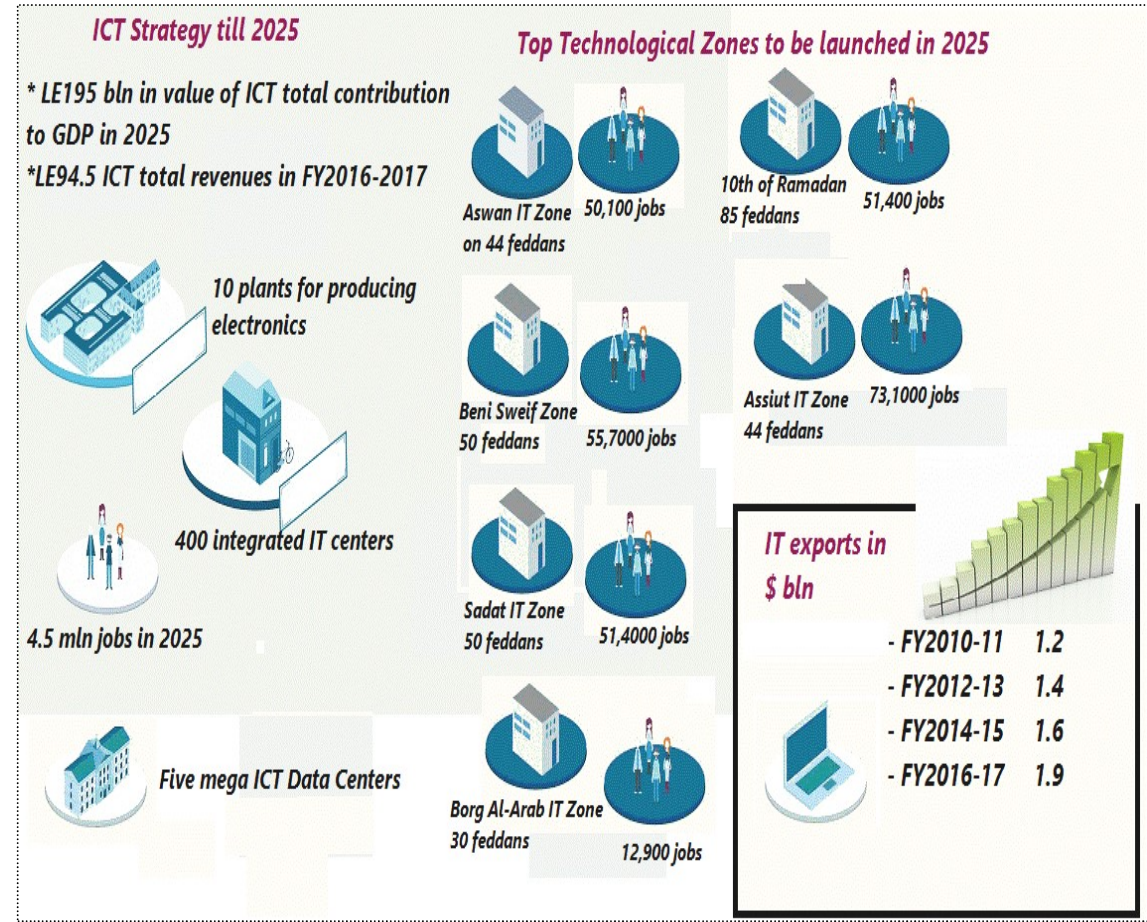 ICT Strategy till 2025
* LE195 bln in value of ICT total contribution
to GDP in 2025
*LE94.5 ICT total revenues in FY2016-2017
10 plants for producing
electronics
400 integrated IT centers
4.5 mln jobs in 2025
Five mega ICT Data Centers
Top Technological Zones to be launched in 2025
Aswan IT Zone
on 44 feddans
50,100 jobs
10th of Ramadan
85 feddans
51,400 jobs
Beni Sweif Zone
50 feddans
55,7000 jobs
Assiut IT Zone
44 feddans
73,1000 jobs
Sadat IT Zone
50 feddans
51,4000 jobs
Borg Al-Arab IT Zone
30 feddans
12,900 jobs
IT exports in
$ bln
- FY2010-11 1.2
- FY2012-13 1.4
- FY2014-15 1.6
- FY2016-17 1.9